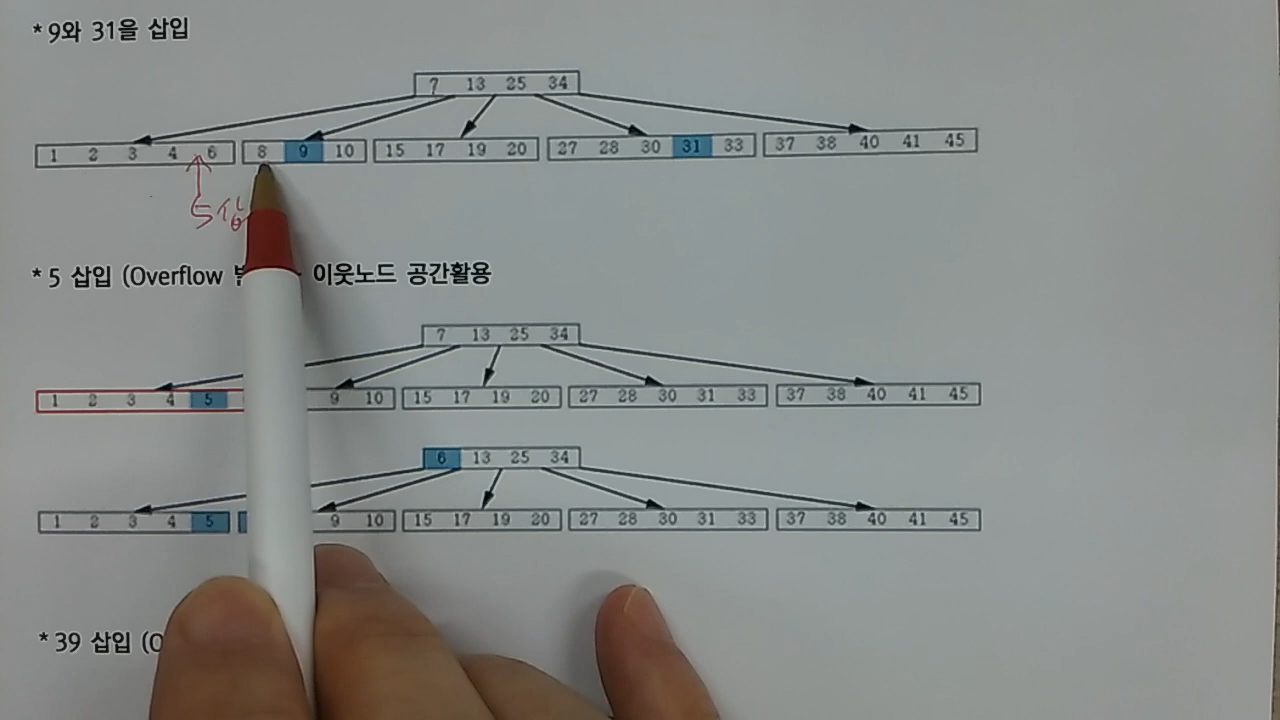 * 9와 31을 삽입
7 13 25 34
1 2 3 4 6 8 9 10 15 17 19 20 27 28 30 31 33 37 38 40 41 45
5삽
* 5 삽입 (Overflow 이웃노드 공간활용
7 13 25 34
1 2 3 4 5 9 10 15 17 19 20 27 28 30 31 33 37 38 40 41 45
6 13 25 34
1 2 3 4 5 9 10 15 17 19 20 27 28 30 31 33 37 38 40 41 45
* 39 삽입 (O